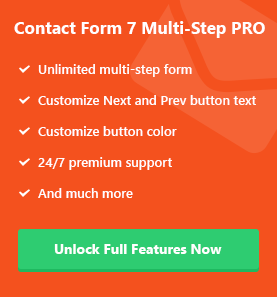 Contact Form 7 Multi-Step PRO
Unlimited multi-step form
Customize Next and Prev button text
Customize button color
24/7 premium support
And much more
Unlock Full Features Now